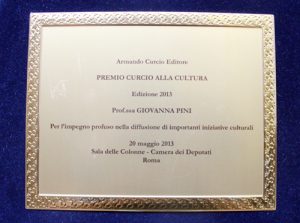 Armando Curcio Editore
PREMIO CURCIO ALLA CULTURA
Edizione 2013
Prof.ssa GIOVANNA PINI
Per l'impegno profuso nella diffusione di importanti iniziative culturali
20 maggio 2013
Sala delle Colonne - Camera dei Deputati
Roma